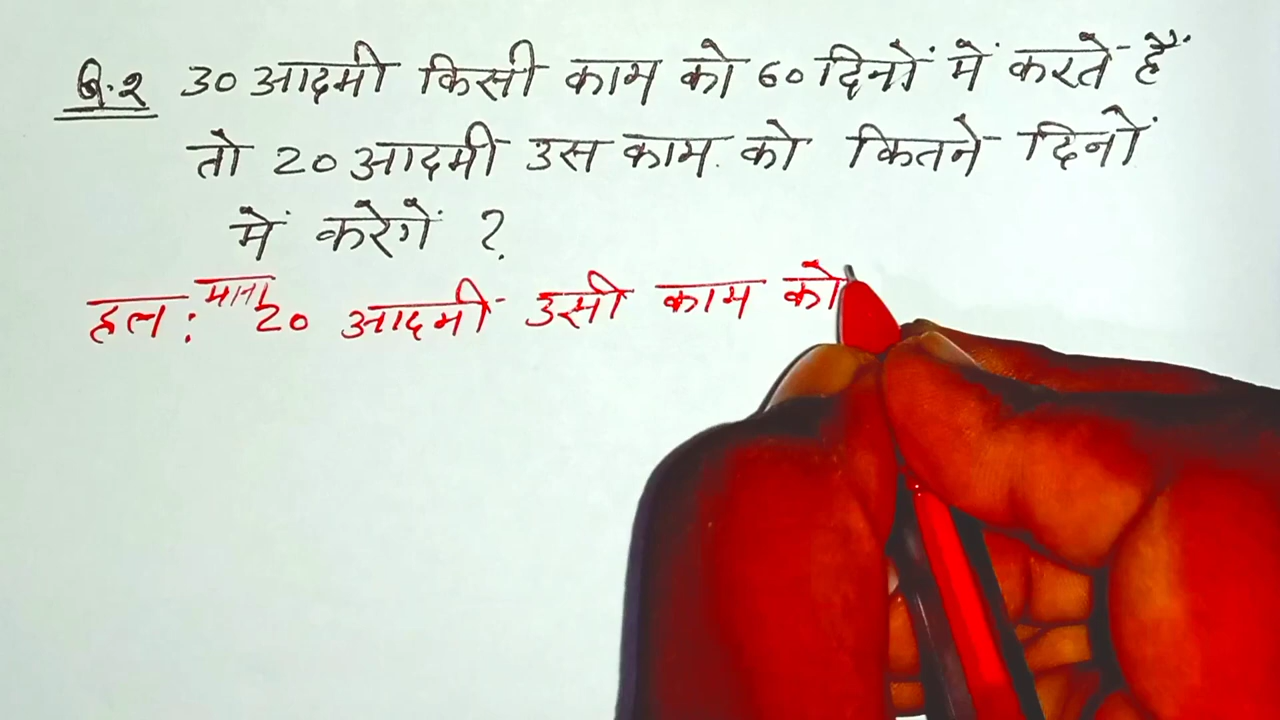 Q.2 30 आदमी किसी काम को 60 दिनों में करते हैं
तो 20 आदमी उस काम को कितने दिनों
में करेगें ?
हल : माना 20 आदमी उसी काम को